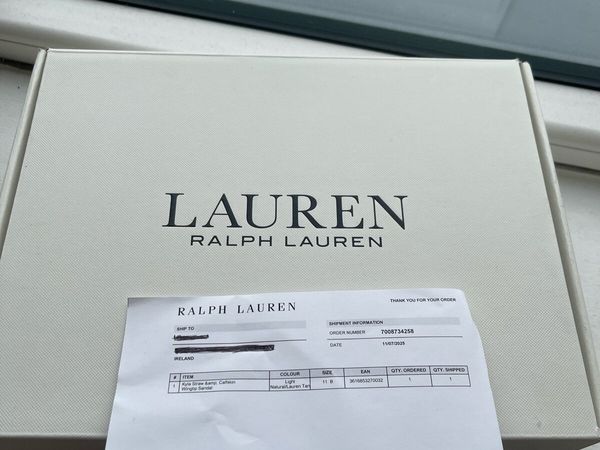 LAUREN
RALPH LAUREN
RALPH LAUREN
THANK YOU FOR YOUR ORDER
SHIP TO
IRELAND
SHIPMENT INFORMATION
ORDER NUMBER 7008734258
DATE 11/07/2025
# ITEM COLOUR SIZE EAN QTY. ORDERED QTY. SHIPPED
1 Kyla Straw &amp; Calfskin Light 11 B 3616853270032 1 1
Wingtip Sandal Natural/Lauren Tan